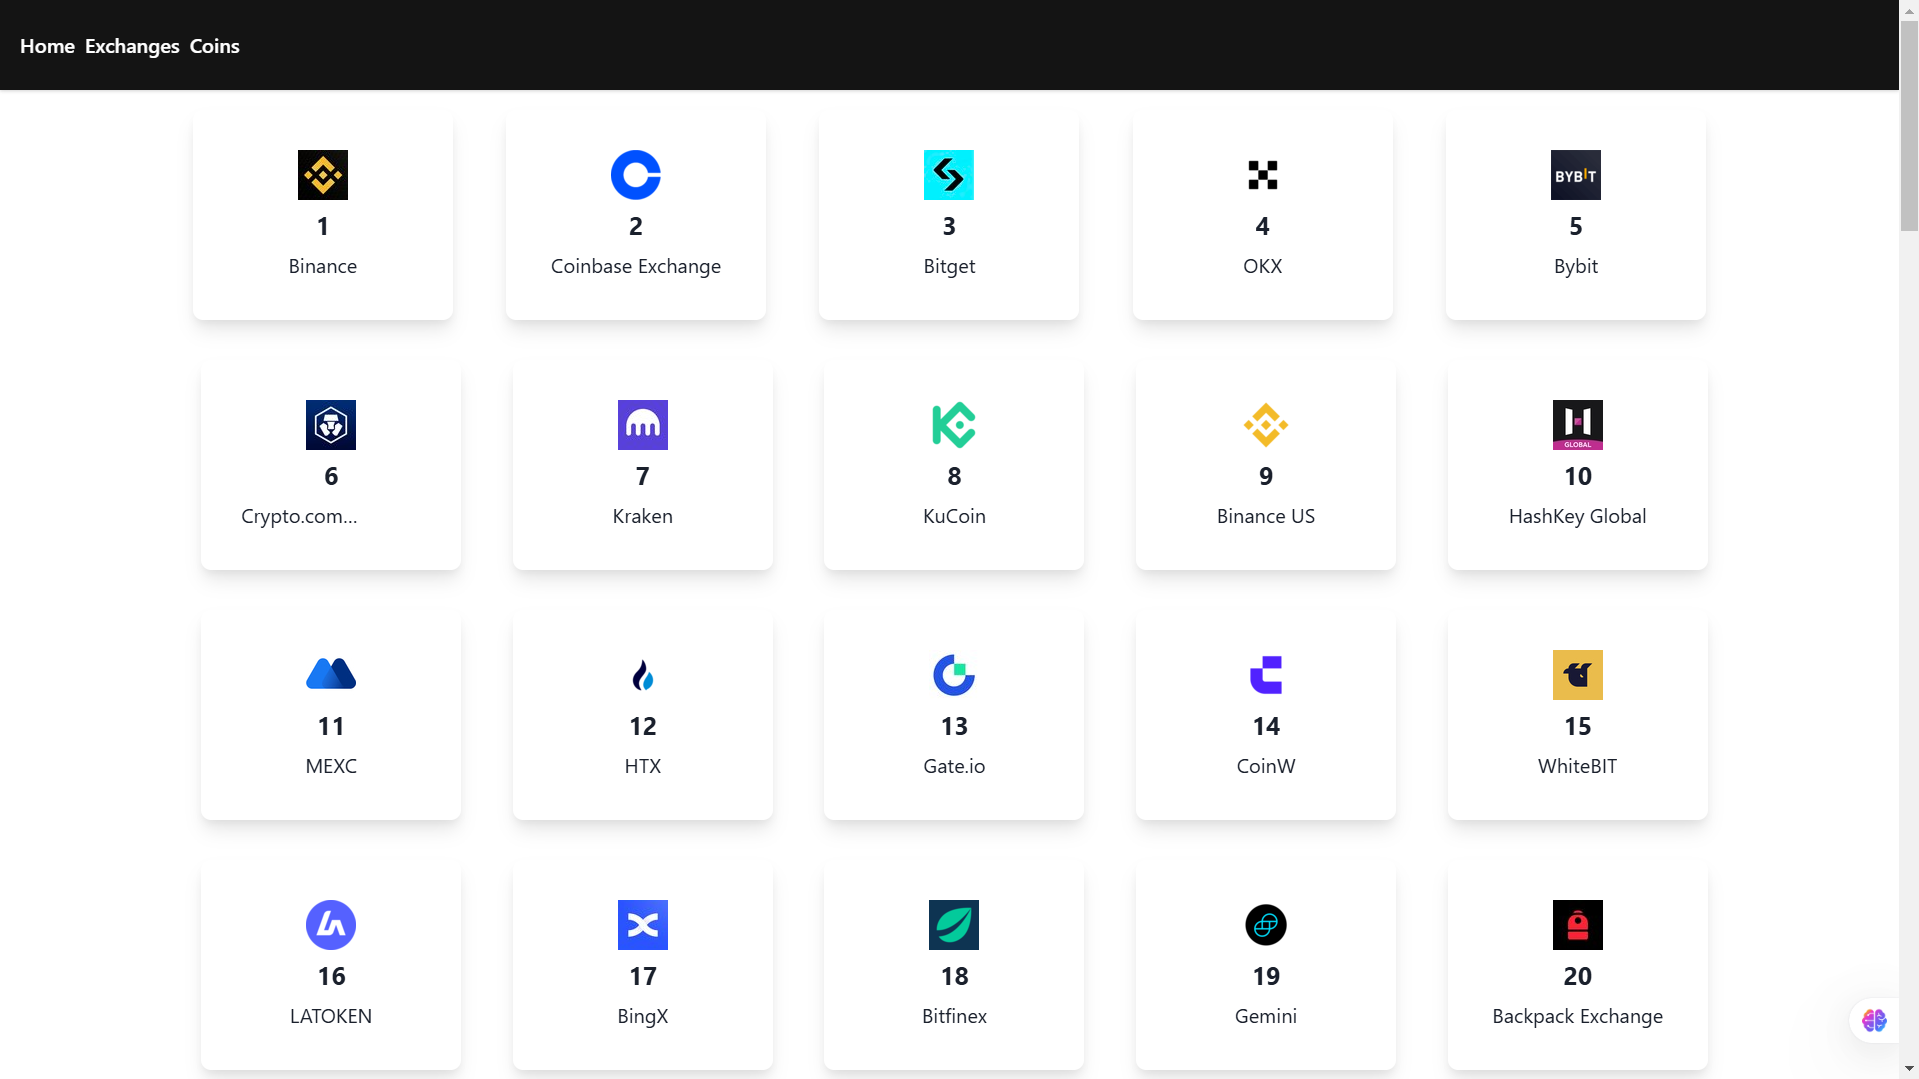 Home Exchanges Coins
BYBIT
1 2 3 4 5
Binance Coinbase Exchange Bitget OKX Bybit
GLOBAL
6 7 8 9 10
Crypto.com... Kraken KuCoin Binance US HashKey Global
11 12 13 14 15
MEXC HTX Gate.io CoinW WhiteBIT
16 17 18 19 20
LATOKEN BingX Bitfinex Gemini Backpack Exchange